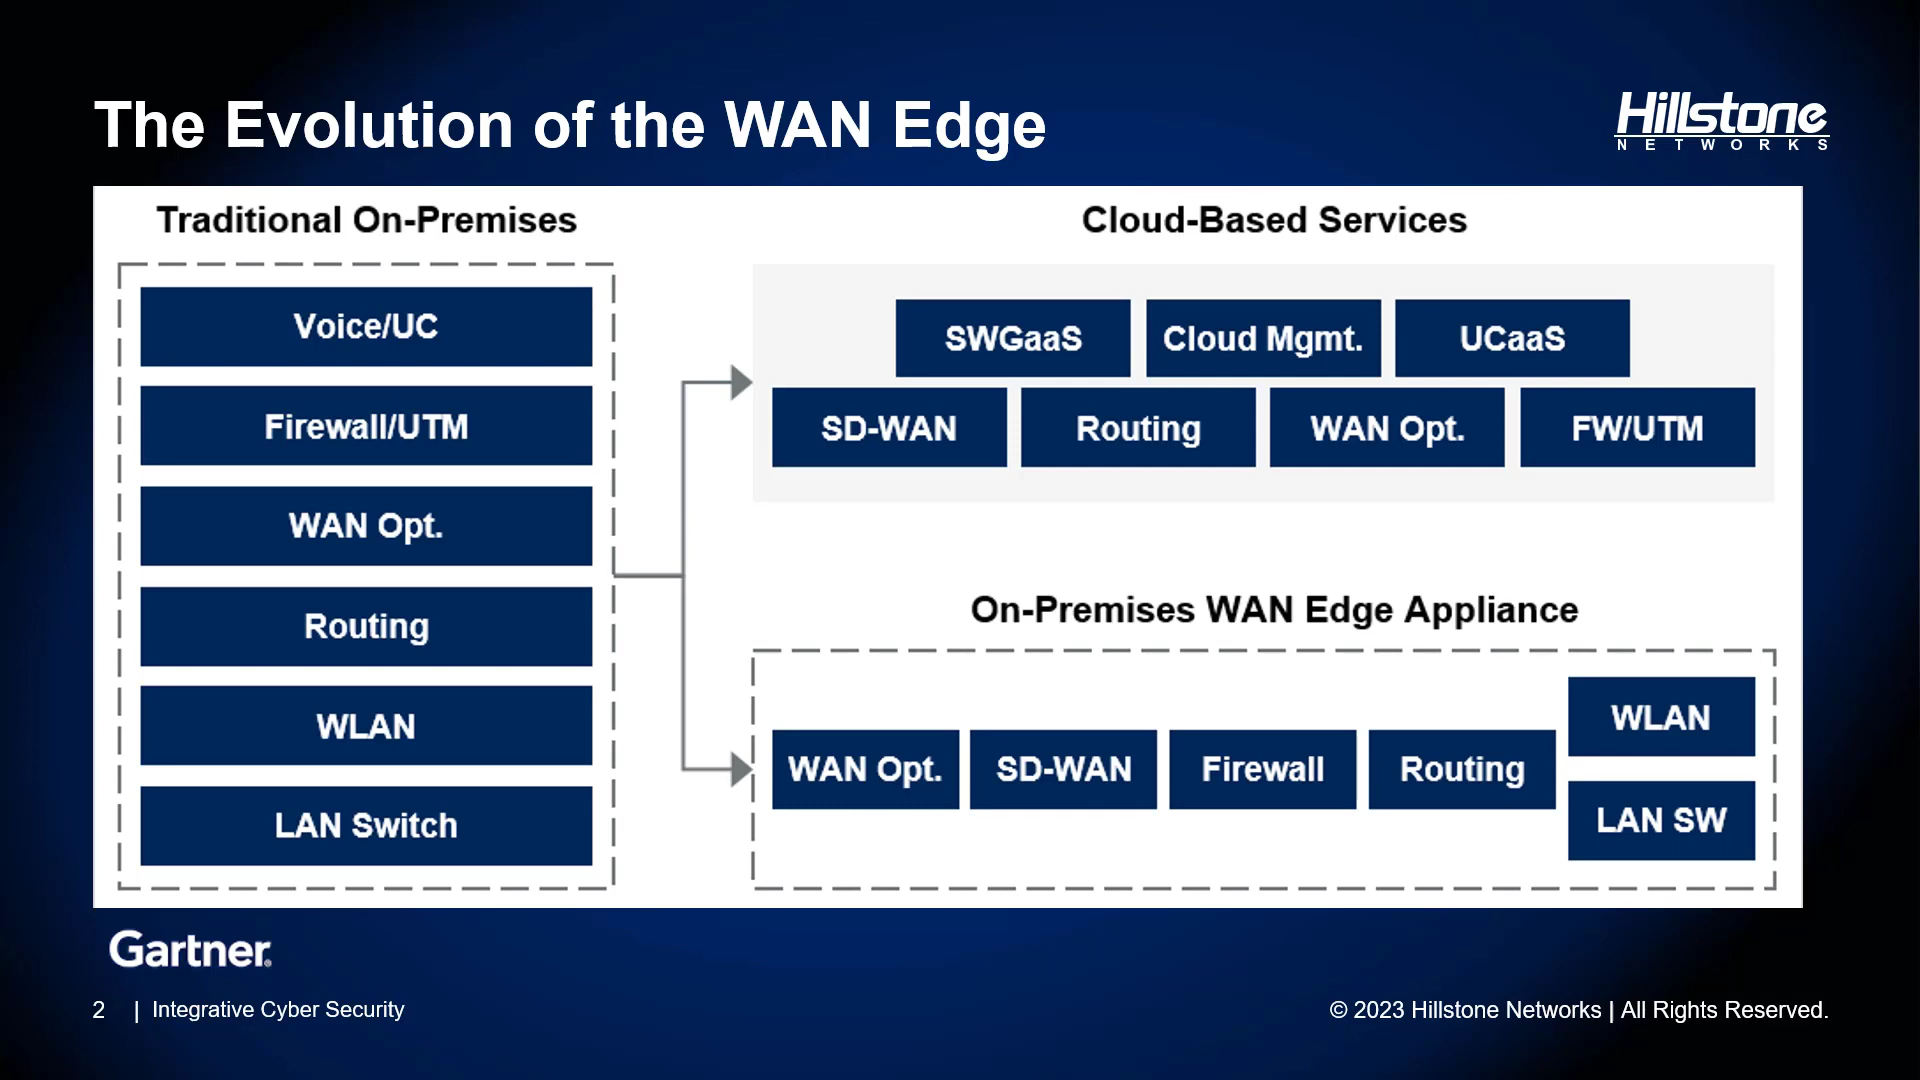 The Evolution of the WAN Edge
Hillstone
NETWORKS
Traditional On-Premises
Voice/UC
Firewall/UTM
WAN Opt.
Routing
WLAN
LAN Switch
Cloud-Based Services
SWGaaS
Cloud Mgmt.
UCaaS
SD-WAN
Routing
WAN Opt.
FW/UTM
On-Premises WAN Edge Appliance
WAN Opt.
SD-WAN
Firewall
Routing
WLAN
LAN SW
Gartner®
2 | Integrative Cyber Security
© 2023 Hillstone Networks | All Rights Reserved.